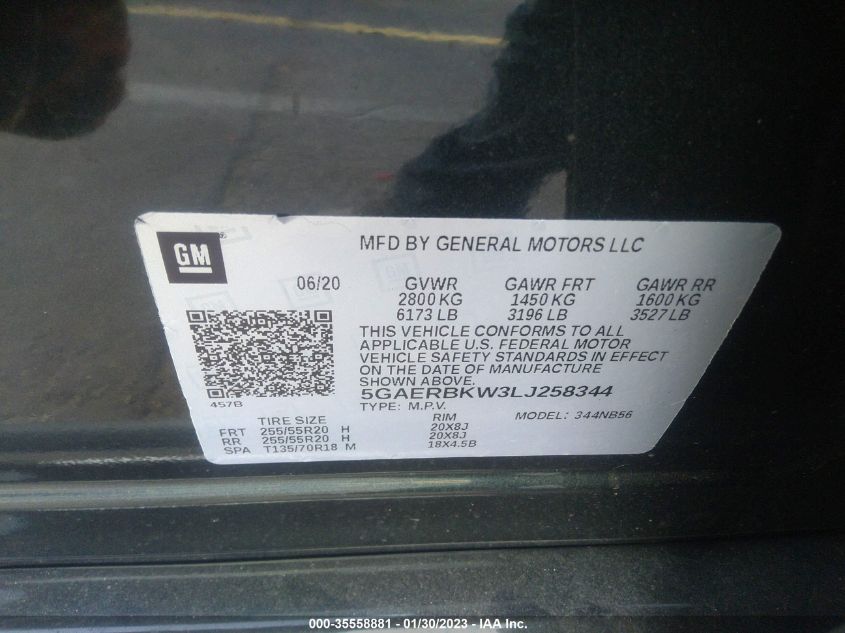 GM
MFD BY GENERAL MOTORS LLC
06/20 GVWR GAWR FRT GAWR RR
2800 KG 1450 KG 1600 KG
6173 LB 3196 LB 3527 LB
THIS VEHICLE CONFORMS TO ALL
APPLICABLE U.S. FEDERAL MOTOR
VEHICLE SAFETY STANDARDS IN EFFECT
ON THE DATE OF MANUFACTURE
SHOWN ABOVE.
5GAERBKW3LJ258344
457B
TYPE: M.P.V. MODEL: 344NB56
TIRE SIZE RIM
FRT 255/55R20 H 20X8J
RR 255/55R20 H 20X8J
SPA T135/70R18 M 18X4.5B
000-35558881 - 01/30/2023 - IAA Inc.